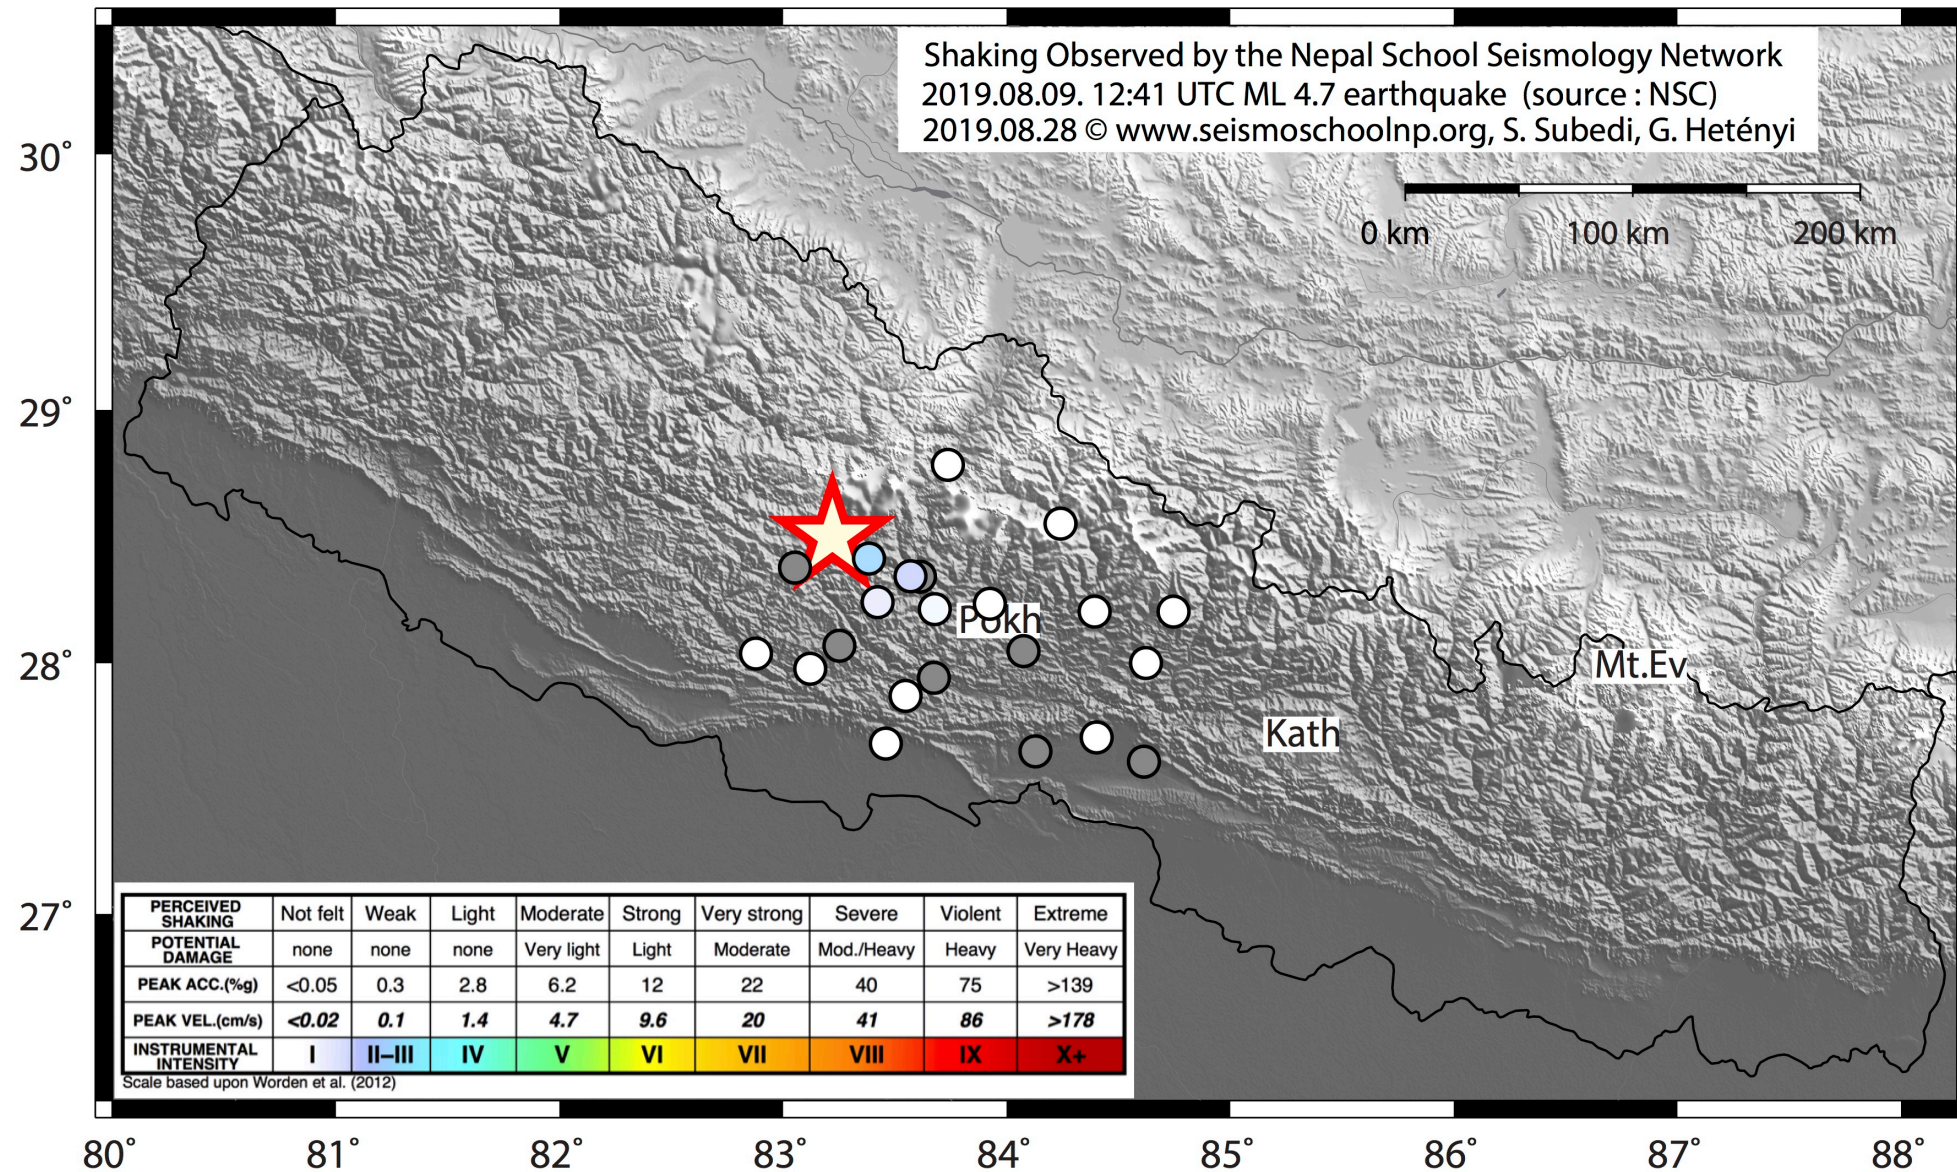 Shaking Observed by the Nepal School Seismology Network
2019.08.09. 12:41 UTC ML 4.7 earthquake (source : NSC)
2019.08.28 © www.seismoschoolnp.org, S. Subedi, G. Hetényi
0 km 100 km 200 km
30°
29°
28°
27°
Pokh
Mt.Ev
Kath
PERCEIVED SHAKING Not felt Weak Light Moderate Strong Very strong Severe Violent Extreme
POTENTIAL DAMAGE none none none Very light Light Moderate Mod./Heavy Heavy Very Heavy
PEAK ACC.(%g) <0.05 0.3 2.8 6.2 12 22 40 75 >139
PEAK VEL.(cm/s) <0.02 0.1 1.4 4.7 9.6 20 41 86 >178
INSTRUMENTAL INTENSITY I II–III IV V VI VII VIII IX X+
Scale based upon Worden et al. (2012)
80° 81° 82° 83° 84° 85° 86° 87° 88°